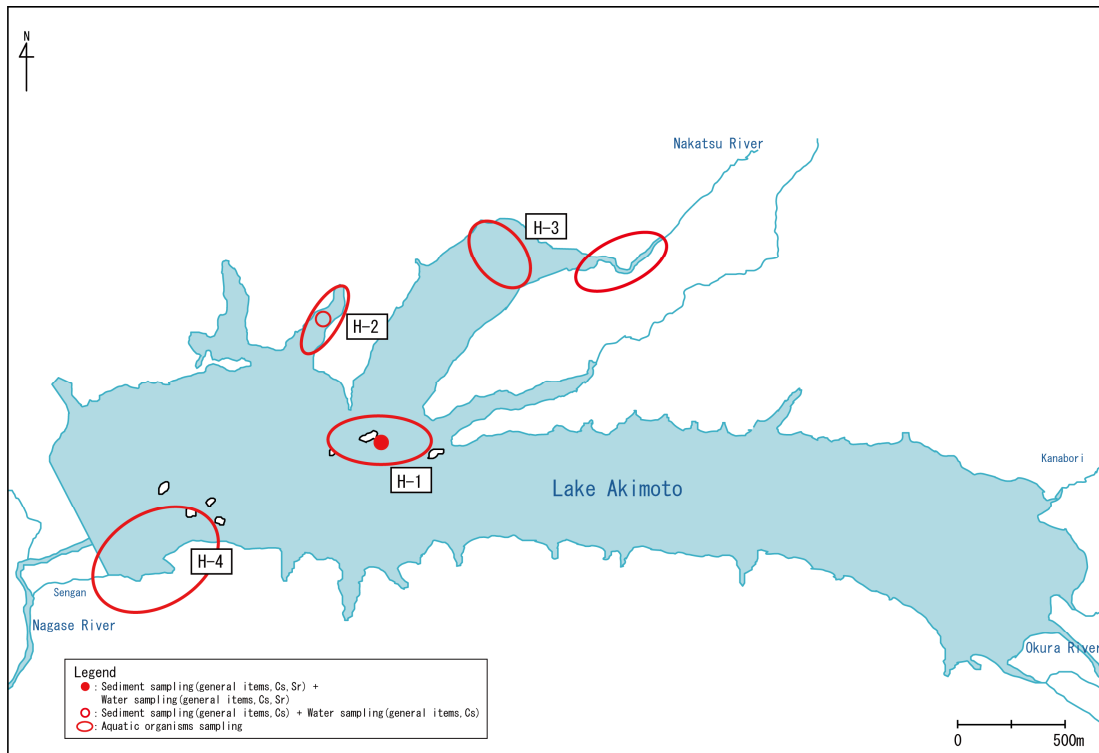 N
Nakatsu River
H-3
H-2
H-1
Lake Akimoto
Kanabori
H-4
Sengan
Nagase River
Okura River
Legend
: Sediment sampling(general items,Cs,Sr) +
Water sampling(general items,Cs,Sr)
: Sediment sampling(general items,Cs) + Water sampling(general items,Cs)
: Aquatic organisms sampling
0 500m